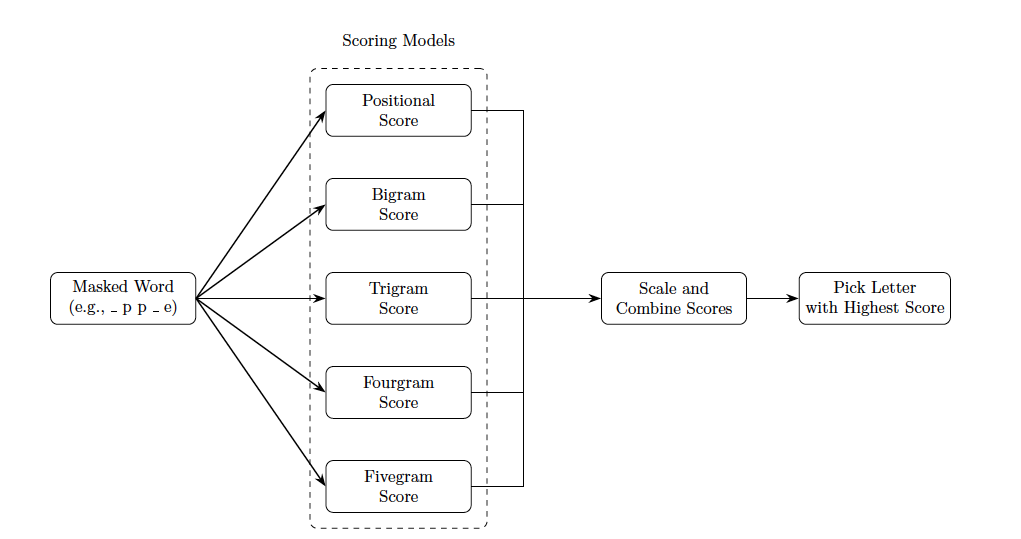 Scoring Models
Positional
Score
Bigram
Score
Trigram
Score
Fourgram
Score
Fivegram
Score
Masked Word
(e.g., _ p p _ e)
Scale and
Combine Scores
Pick Letter
with Highest Score